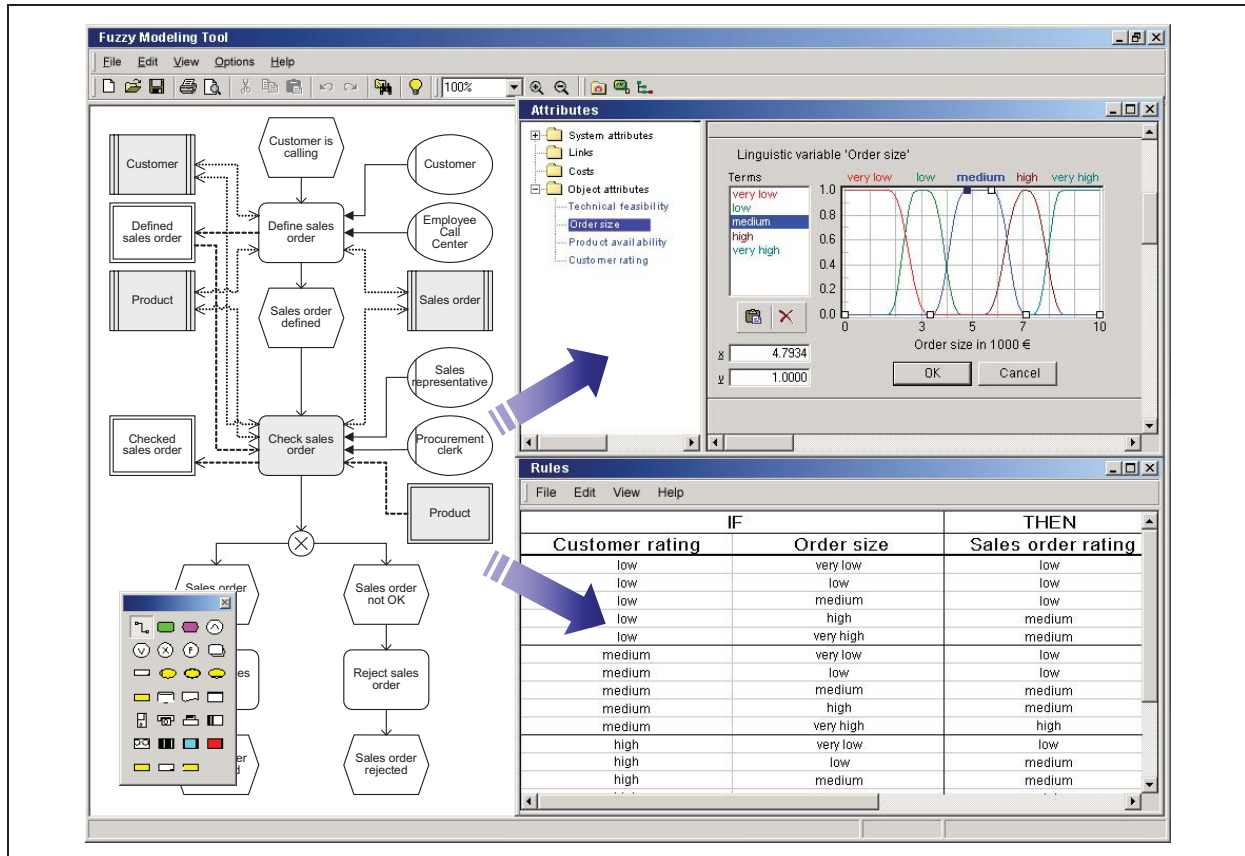 Fuzzy Modeling Tool
File Edit View Options Help
100%
Customer is
calling
Customer
Customer
Defined
sales order
Define sales
order
Employee
Call
Center
Product
Sales order
defined
Sales order
Sales
representative
Checked
sales order
Check sales
order
Procurement
clerk
Product
Sales order
Sales order
not OK
Reject sales
order
Sales order
rejected
Attributes
System attributes
Links
Costs
Object attributes
Technical feasibility
Order size
Product availability
Customer rating
Linguistic variable 'Order size'
Terms
very low
low
medium
high
very high
very low low medium high very high
1.0
0.8
0.6
0.4
0.2
0.0
0 3 5 7 10
Order size in 1000 €
x 4.7934
y 1.0000
OK Cancel
Rules
File Edit View Help
IF THEN
Customer rating Order size Sales order rating
low very low low
low low low
low medium low
low high medium
low very high medium
medium very low low
medium low low
medium medium medium
medium high medium
medium very high high
high very low low
high low medium
high medium medium